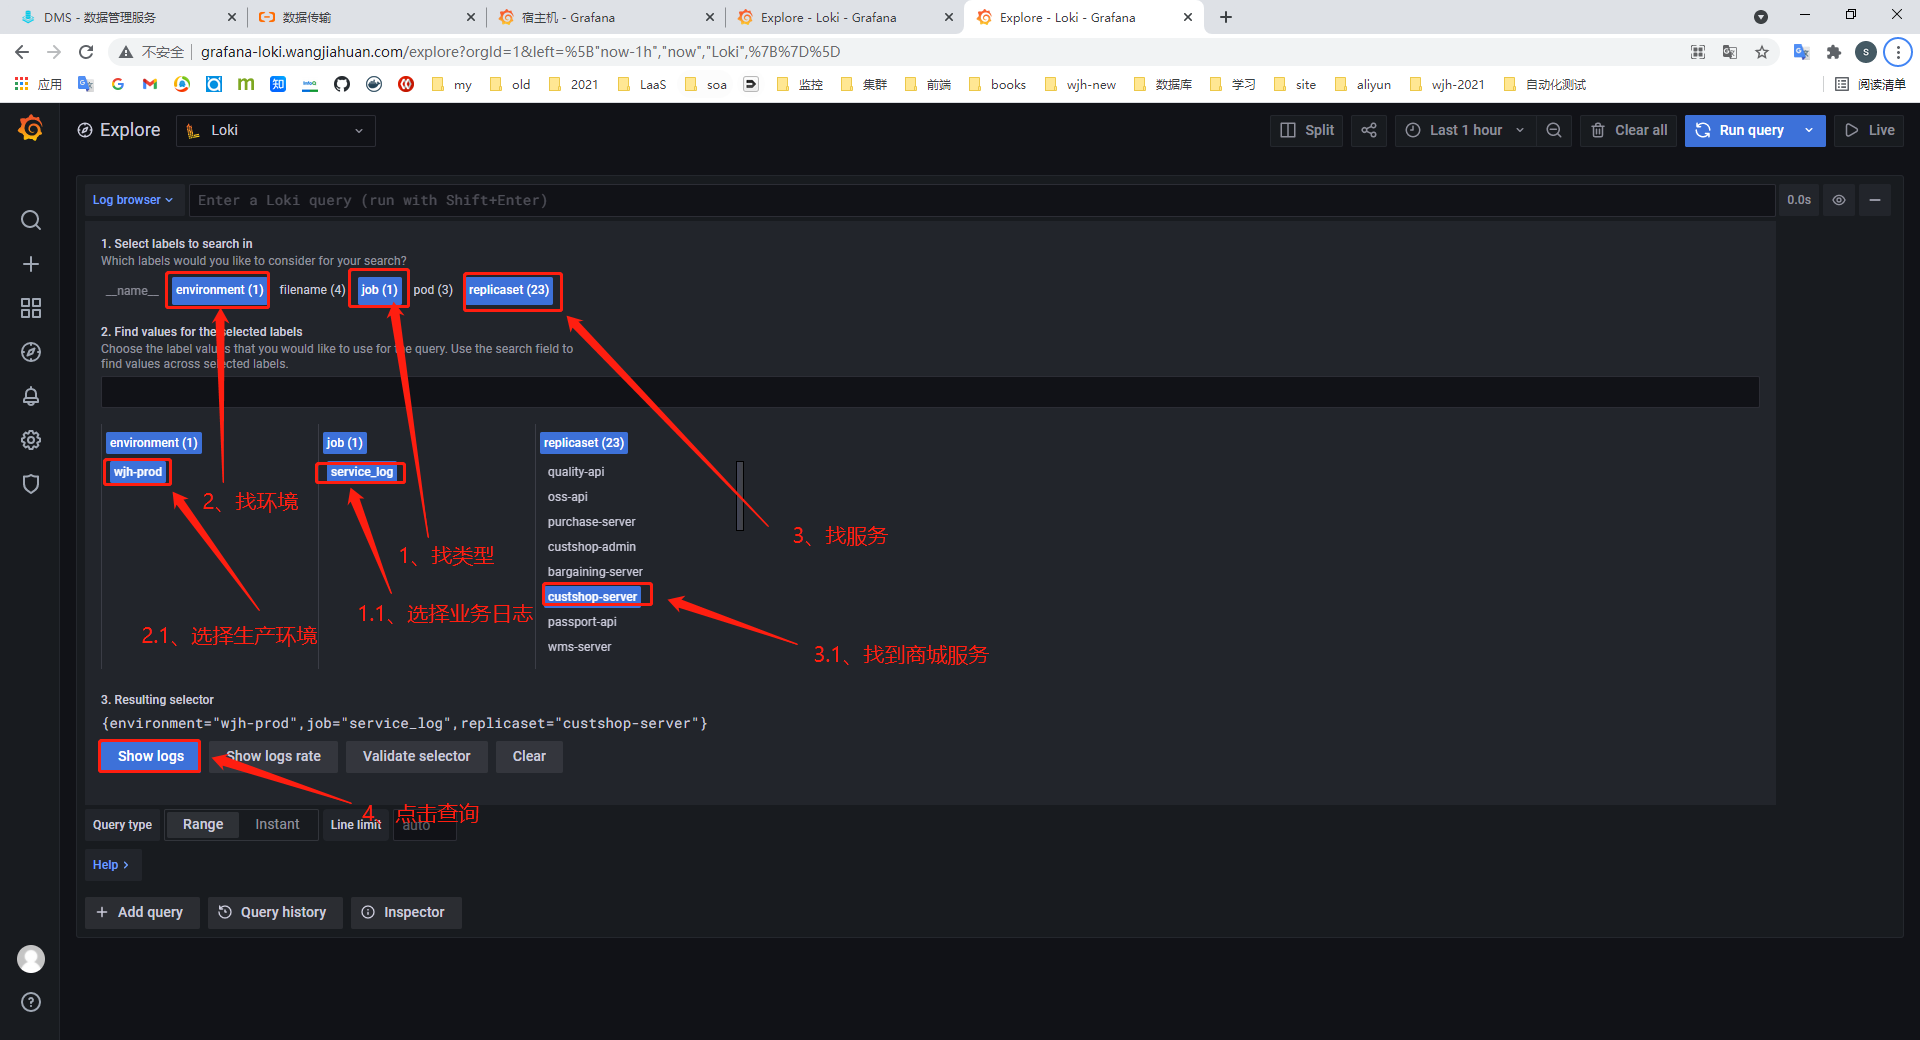 DMS - 数据管理服务
数据传输
宿主机 - Grafana
Explore - Loki - Grafana
Explore - Loki - Grafana
不安全
grafana-loki.wangjiahuan.com/explore?orgId=1&left=%5B"now-1h","now","Loki",%7B%7D%5D
S
应用
my
old
2021
LaaS
soa
监控
集群
前端
books
wjh-new
数据库
学习
site
aliyun
wjh-2021
自动化测试
阅读清单
Explore
Loki
Split
Last 1 hour
Clear all
Run query
Live
Log browser
Enter a Loki query (run with Shift+Enter)
0.0s
1. Select labels to search in
Which labels would you like to consider for your search?
__name__
environment (1)
filename (4)
job (1)
pod (3)
replicaset (23)
2. Find values for the selected labels
Choose the label values that you would like to use for the query. Use the search field to
find values across selected labels.
environment (1)
job (1)
replicaset (23)
wjh-prod
service_log
quality-api
oss-api
purchase-server
custshop-admin
bargaining-server
custshop-server
passport-api
wms-server
2、找环境
1、找类型
3、找服务
1.1、选择业务日志
2.1、选择生产环境
3.1、找到商城服务
3. Resulting selector
{environment="wjh-prod",job="service_log",replicaset="custshop-server"}
Show logs
Show logs rate
Validate selector
Clear
4、点击查询
Query type
Range
Instant
Line limit
auto
Help
Add query
Query history
Inspector